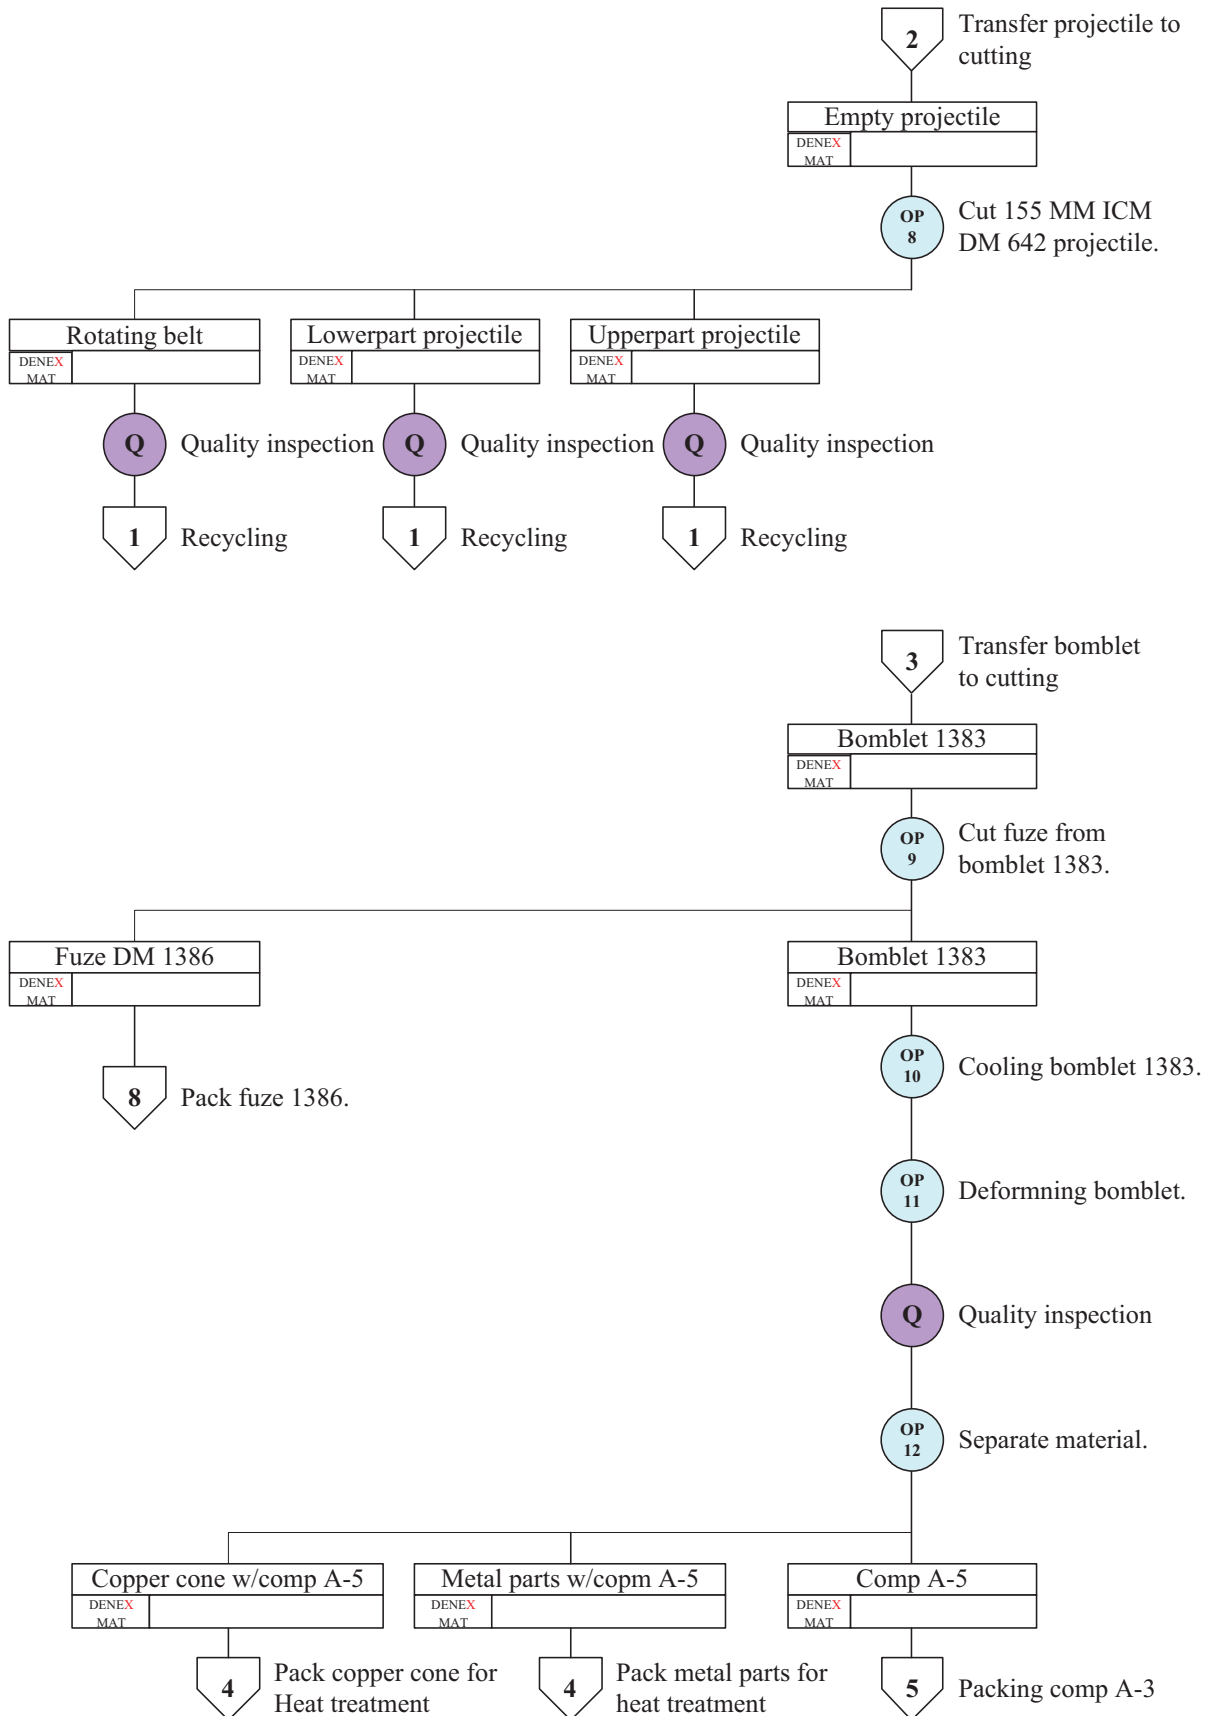 2
Transfer projectile to
cutting
Empty projectile
DENEX
MAT
OP
8
Cut 155 MM ICM
DM 642 projectile.
Rotating belt
DENEX
MAT
Lowerpart projectile
DENEX
MAT
Upperpart projectile
DENEX
MAT
Q
Quality inspection
Q
Quality inspection
Q
Quality inspection
1
Recycling
1
Recycling
1
Recycling
3
Transfer bomblet
to cutting
Bomblet 1383
DENEX
MAT
OP
9
Cut fuze from
bomblet 1383.
Fuze DM 1386
DENEX
MAT
Bomblet 1383
DENEX
MAT
8
Pack fuze 1386.
OP
10
Cooling bomblet 1383.
OP
11
Deformning bomblet.
Q
Quality inspection
OP
12
Separate material.
Copper cone w/comp A-5
DENEX
MAT
Metal parts w/copm A-5
DENEX
MAT
Comp A-5
DENEX
MAT
4
Pack copper cone for
Heat treatment
4
Pack metal parts for
heat treatment
5
Packing comp A-3